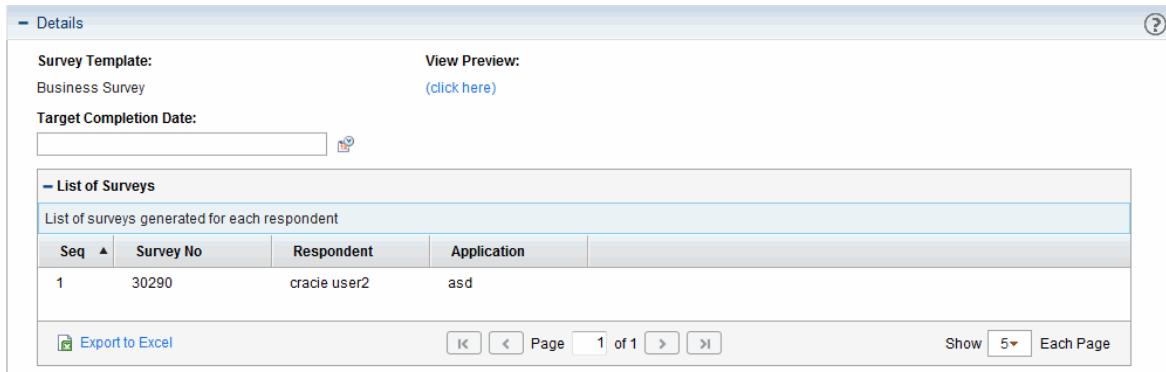 Details
?
Survey Template: View Preview:
Business Survey (click here)
Target Completion Date:
List of Surveys
List of surveys generated for each respondent
Seq Survey No Respondent Application
1 30290 cracie user2 asd
Export to Excel Page 1 of 1 Show 5 Each Page